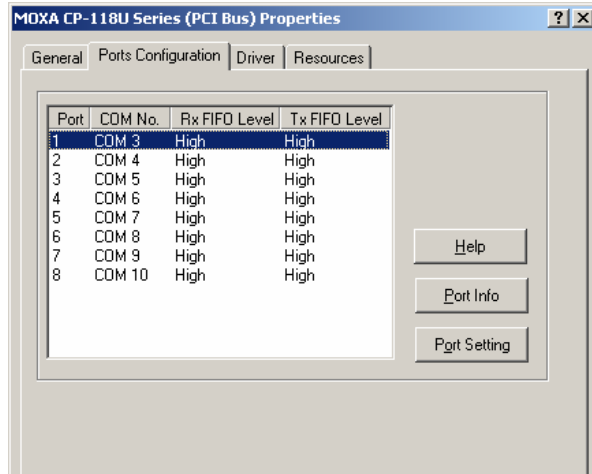 MOXA CP-118U Series (PCI Bus) Properties
General Ports Configuration Driver Resources
Port COM No. Rx FIFO Level Tx FIFO Level
1 COM 3 High High
2 COM 4 High High
3 COM 5 High High
4 COM 6 High High
5 COM 7 High High
6 COM 8 High High
7 COM 9 High High
8 COM 10 High High
Help
Port Info
Port Setting